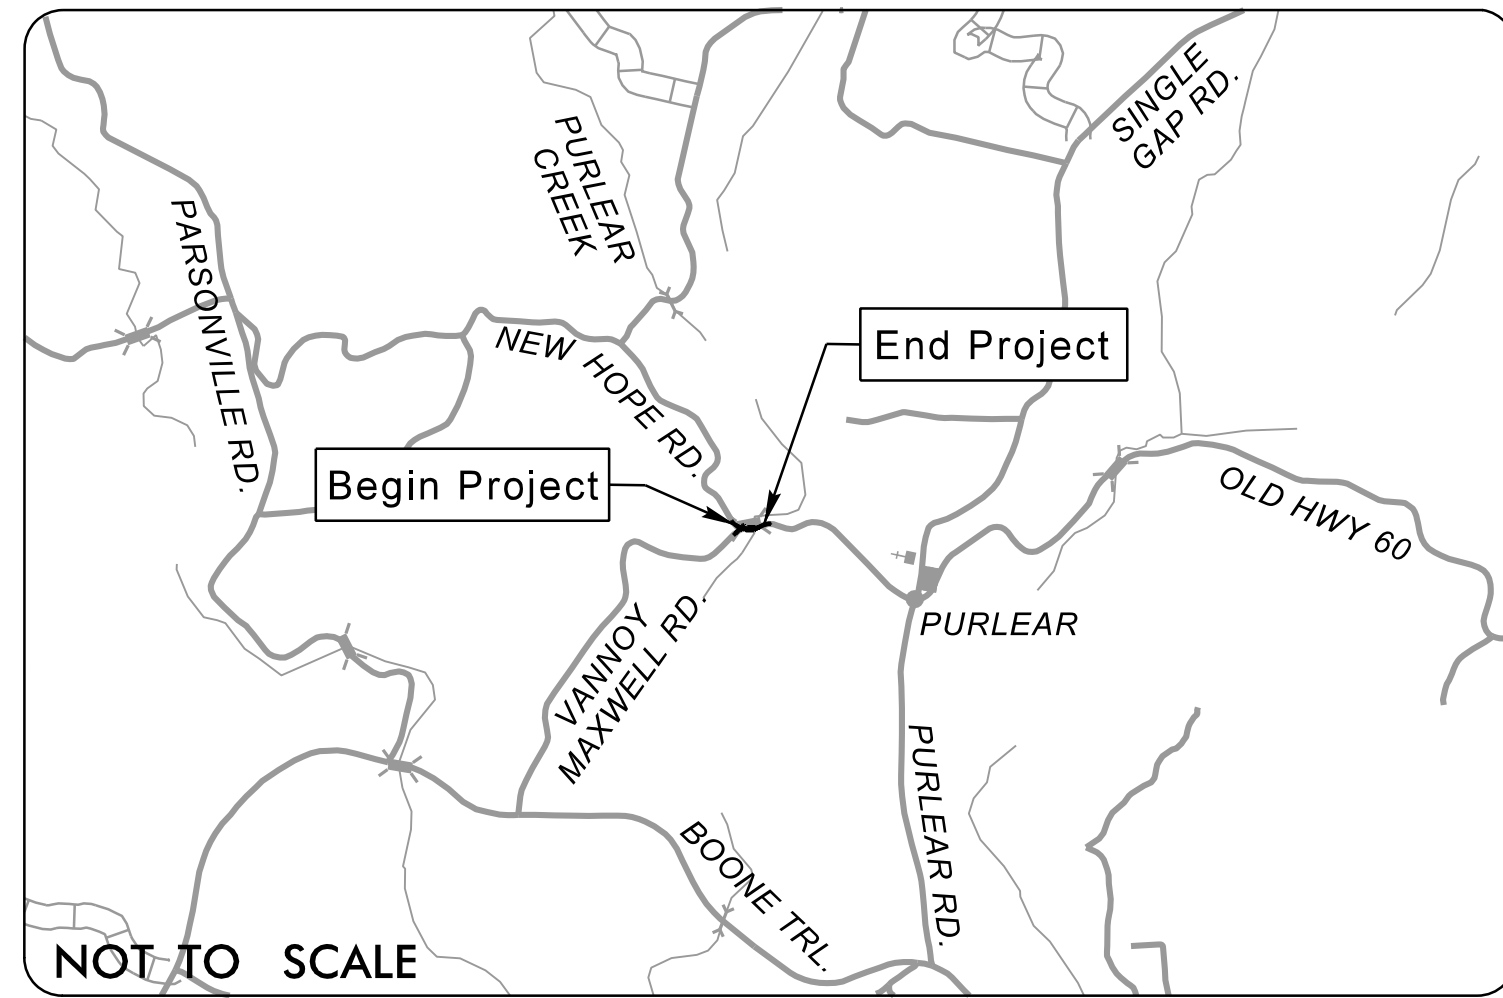 SINGLE
GAP RD.
PURLEAR
CREEK
PARSONVILLE RD.
NEW HOPE RD.
End Project
Begin Project
OLD HWY 60
PURLEAR
VANNOY
MAXWELL RD.
PURLEAR RD.
BOONE TRL.
NOT TO SCALE